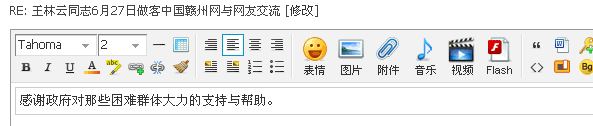 RE: 王林云同志6月27日做客中国赣州网与网友交流 [修改]
Tahoma 2
B I U A
表情 图片 附件 音乐 视频 Flash
感谢政府对那些困难群体大力的支持与帮助。